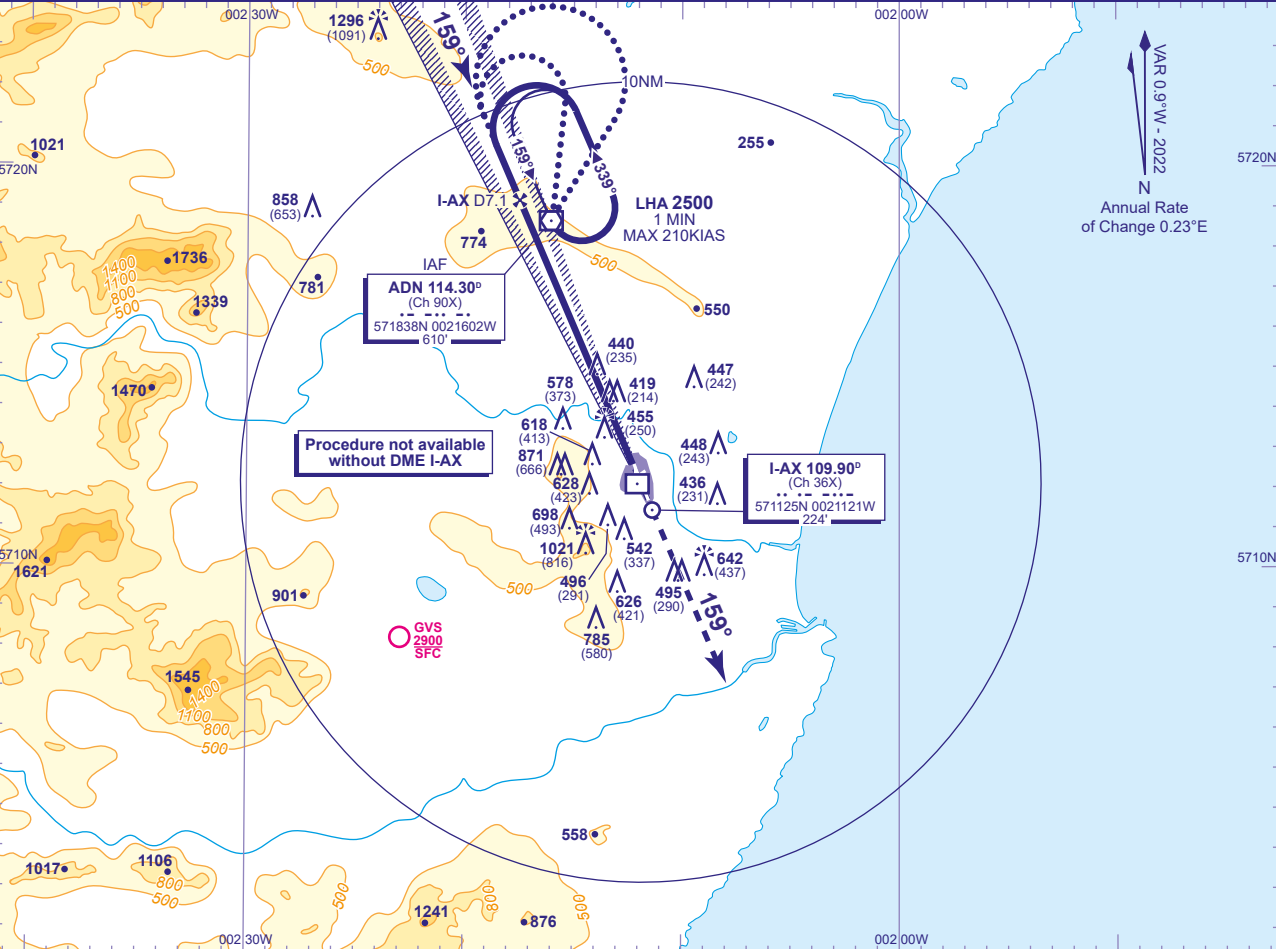 002 30W
002 00W
1296
(1091)
159°
500
10NM
VAR 0.9°W - 2022
N
Annual Rate
of Change 0.23°E
1021
5720N
5720N
255
159°
339°
858
(653)
I-AX D7.1
LHA 2500
1 MIN
MAX 210KIAS
774
500
1736
1400
1100
800
500
1339
781
IAF
ADN 114.30ᴰ
(Ch 90X)
·− −·· −·
571838N 0021602W
610'
550
440
(235)
447
(242)
578
(373)
419
(214)
1470
618
(413)
455
(250)
Procedure not available
without DME I-AX
871
(666)
448
(243)
628
(423)
436
(231)
I-AX 109.90ᴰ
(Ch 36X)
·· ·− −··−
571125N 0021121W
224'
698
(493)
1021
(816)
542
(337)
642
(437)
5710N
5710N
1621
496
(291)
500
495
(290)
901
626
(421)
159°
GVS
2900
SFC
785
(580)
1545
1400
1100
800
500
558
1017
1106
800
500
500
1241
800
876
500
002 30W
002 00W